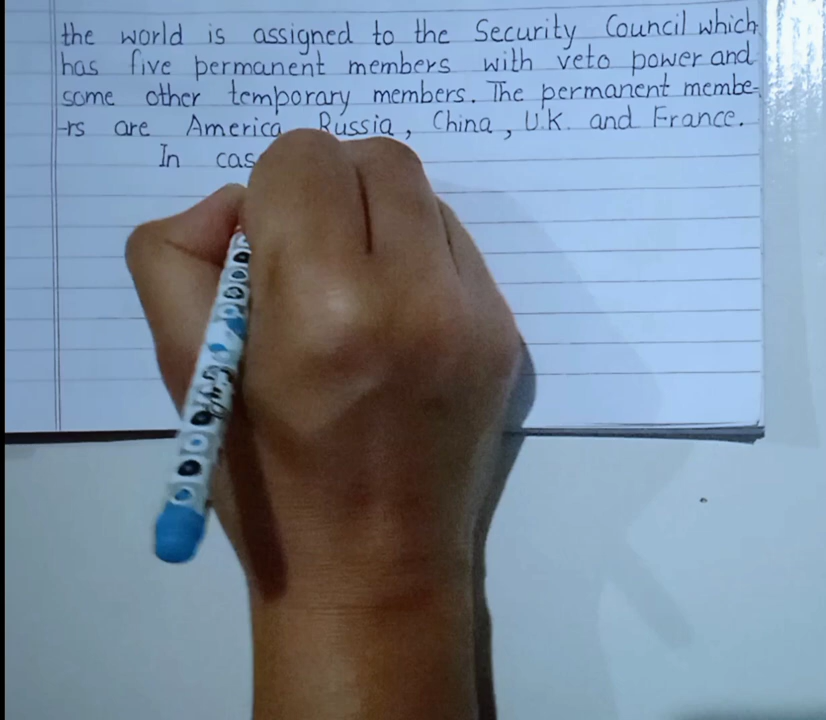 the world is assigned to the Security Council which
has five permanent members with veto power and
some other temporary members. The permanent membe-
-rs are America Russia, China, U.K. and France.
In cas